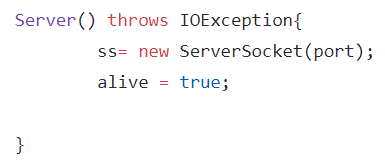 Server() throws IOException{
ss= new ServerSocket(port);
alive = true;
}